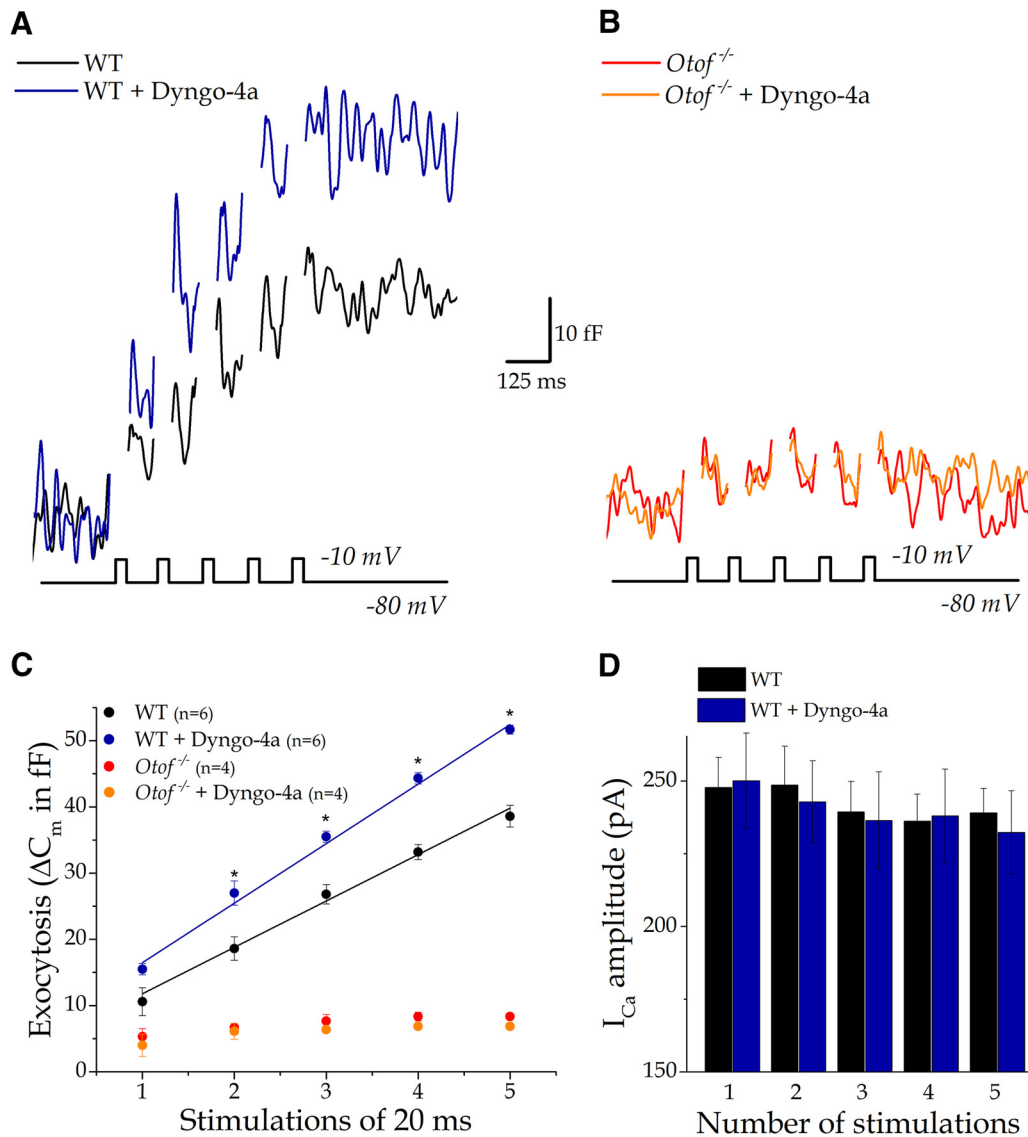 A
WT
WT + Dyngo-4a
10 fF
125 ms
-10 mV
-80 mV
B
Otof -/-
Otof -/- + Dyngo-4a
-10 mV
-80 mV
C
WT (n=6)
WT + Dyngo-4a (n=6)
Otof -/- (n=4)
Otof -/- + Dyngo-4a (n=4)
* * * *
Exocytosis (ΔCm in fF)
50
40
30
20
10
0
1 2 3 4 5
Stimulations of 20 ms
D
WT
WT + Dyngo-4a
ICa amplitude (pA)
250
200
150
1 2 3 4 5
Number of stimulations